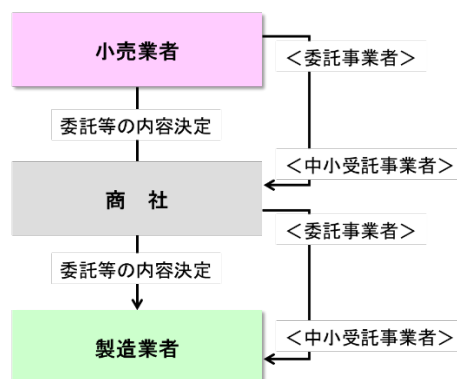 小売業者
＜委託事業者＞
委託等の内容決定
＜中小受託事業者＞
商　社
＜委託事業者＞
委託等の内容決定
＜中小受託事業者＞
製造業者